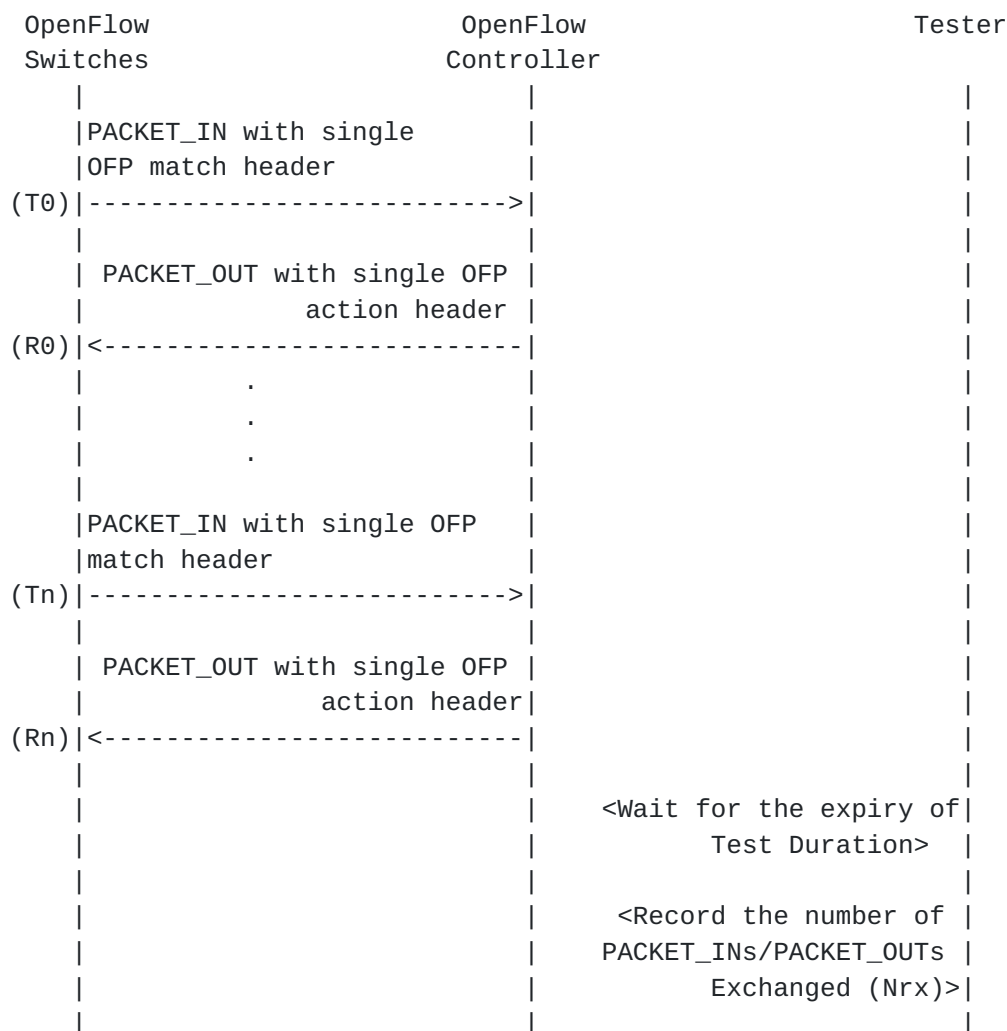 OpenFlow                    OpenFlow                     Tester
Switches                   Controller
PACKET_IN with single
OFP match header
(T0)|--------------------------->|
PACKET_OUT with single OFP
action header
(R0)|<---------------------------|
.
.
.
PACKET_IN with single OFP
match header
(Tn)|--------------------------->|
PACKET_OUT with single OFP
action header
(Rn)|<---------------------------|
<Wait for the expiry of
Test Duration>
<Record the number of
PACKET_INs/PACKET_OUTs
Exchanged (Nrx)>